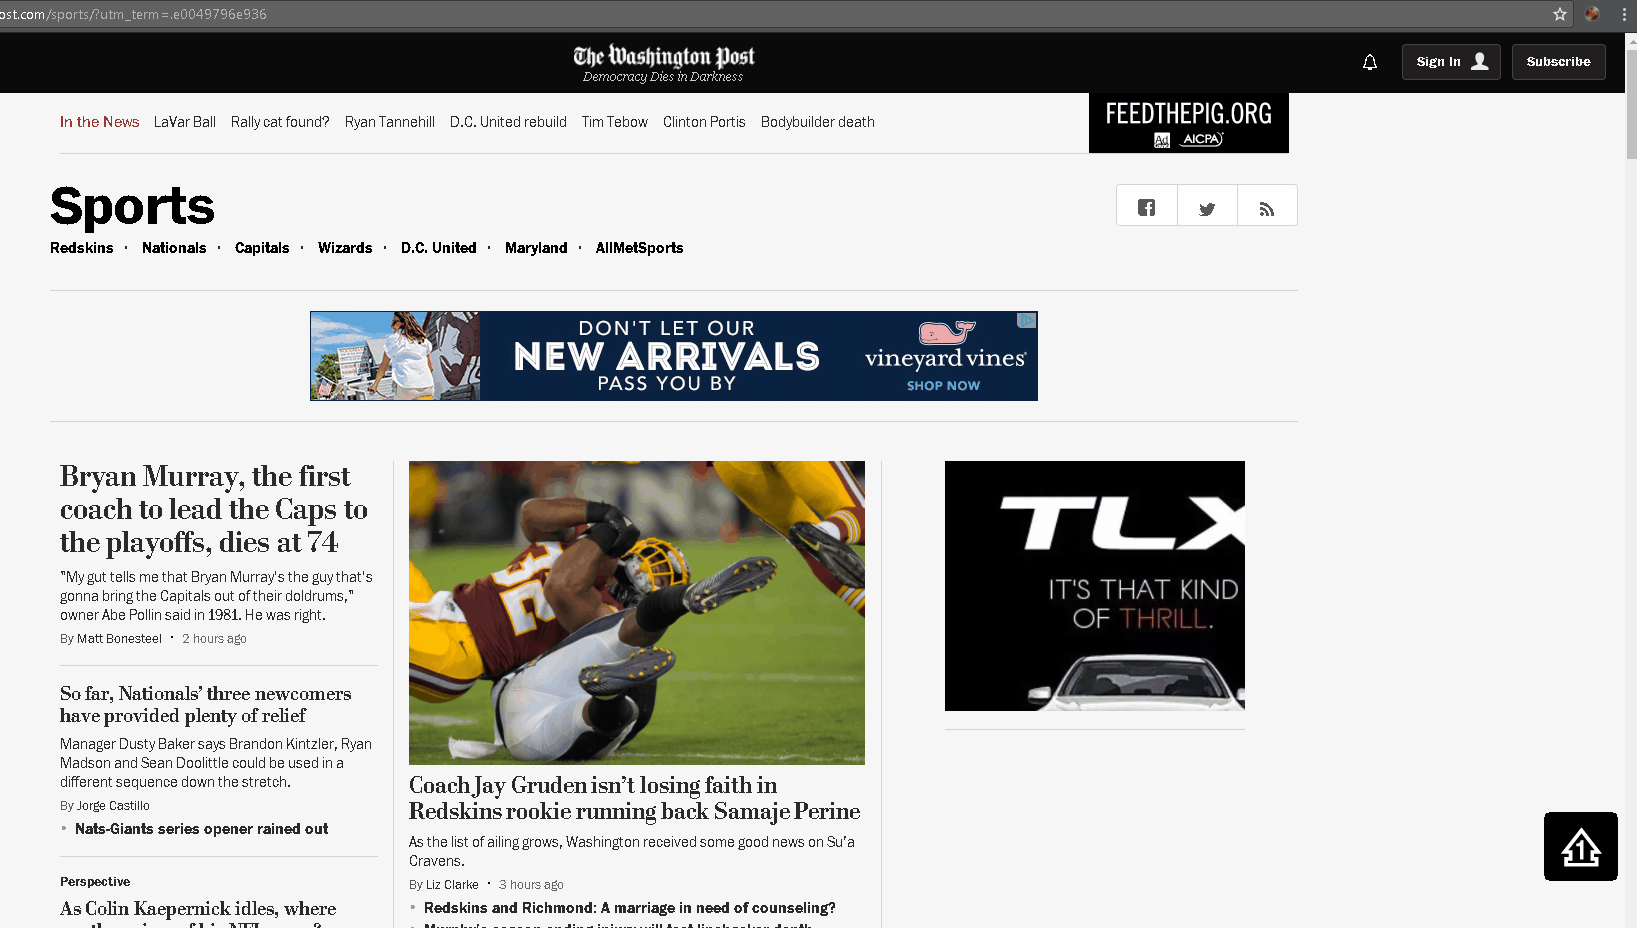 ost.com/sports/?utm_term=.e0049796e936
The Washington Post
Democracy Dies in Darkness
Sign In
Subscribe
In the News LaVar Ball Rally cat found? Ryan Tannehill D.C. United rebuild Tim Tebow Clinton Portis Bodybuilder death
FEEDTHEPIG.ORG
Ad Council AICPA
Sports
Redskins · Nationals · Capitals · Wizards · D.C. United · Maryland · AllMetSports
DON'T LET OUR
NEW ARRIVALS
PASS YOU BY
vineyard vines
SHOP NOW
Bryan Murray, the first
coach to lead the Caps to
the playoffs, dies at 74
"My gut tells me that Bryan Murray's the guy that's
gonna bring the Capitals out of their doldrums,"
owner Abe Pollin said in 1981. He was right.
By Matt Bonesteel · 2 hours ago
So far, Nationals’ three newcomers
have provided plenty of relief
Manager Dusty Baker says Brandon Kintzler, Ryan
Madson and Sean Doolittle could be used in a
different sequence down the stretch.
By Jorge Castillo
• Nats-Giants series opener rained out
Perspective
As Colin Kaepernick idles, where
32
Coach Jay Gruden isn’t losing faith in
Redskins rookie running back Samaje Perine
As the list of ailing grows, Washington received some good news on Su’a
Cravens.
By Liz Clarke · 3 hours ago
• Redskins and Richmond: A marriage in need of counseling?
TLX
IT'S THAT KIND
OF THRILL.
1